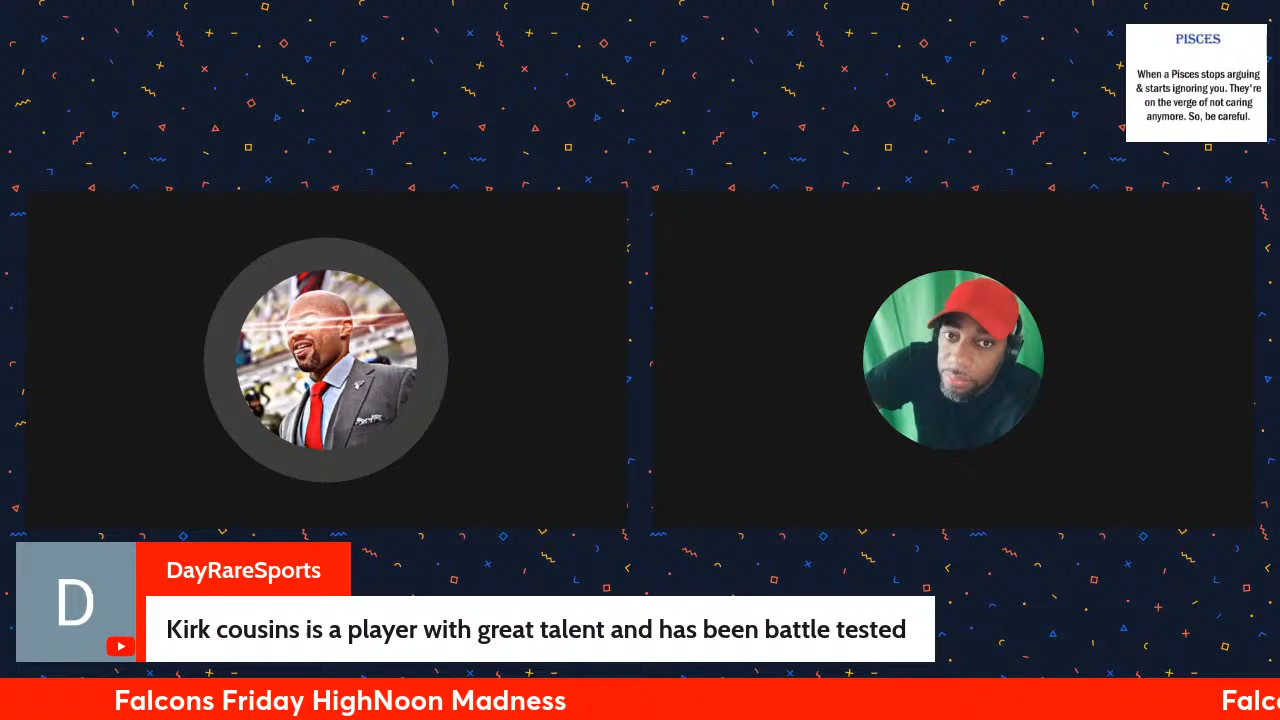 PISCES
When a Pisces stops arguing
& starts ignoring you. They're
on the verge of not caring
anymore. So, be careful.
D
DayRareSports
Kirk cousins is a player with great talent and has been battle tested
Falcons Friday HighNoon Madness
Falc